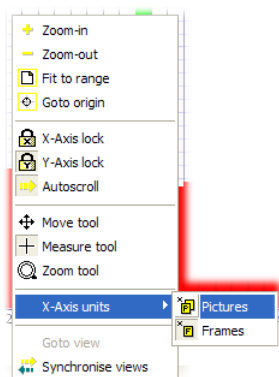 Zoom-in
Zoom-out
Fit to range
Goto origin
X-Axis lock
Y-Axis lock
Autoscroll
Move tool
Measure tool
Zoom tool
X-Axis units
Pictures
Frames
Goto view
Synchronise views